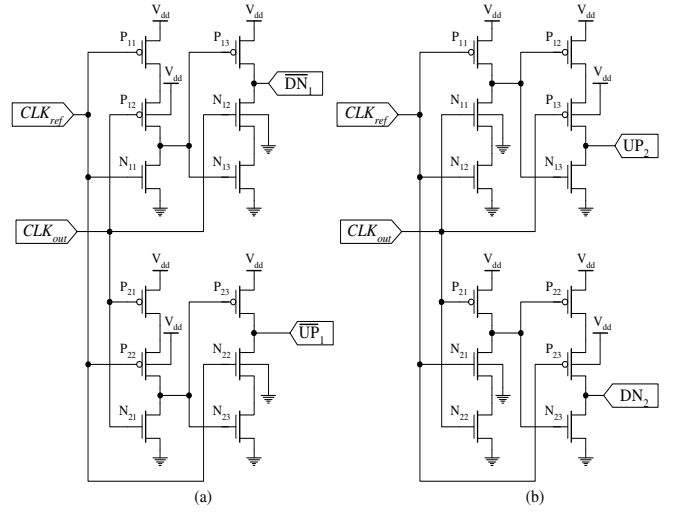 Vdd Vdd
P11 P13
Vdd
P12 DN1
CLKref N12
N11 N13
CLKout
Vdd Vdd
P21 P23
Vdd
P22 UP1
N22
N21 N23
(a)
Vdd Vdd
P11 P12
Vdd
N11 P13
CLKref
UP2
N12 N13
CLKout
Vdd Vdd
P21 P22
Vdd
N21 P23
DN2
N22 N23
(b)